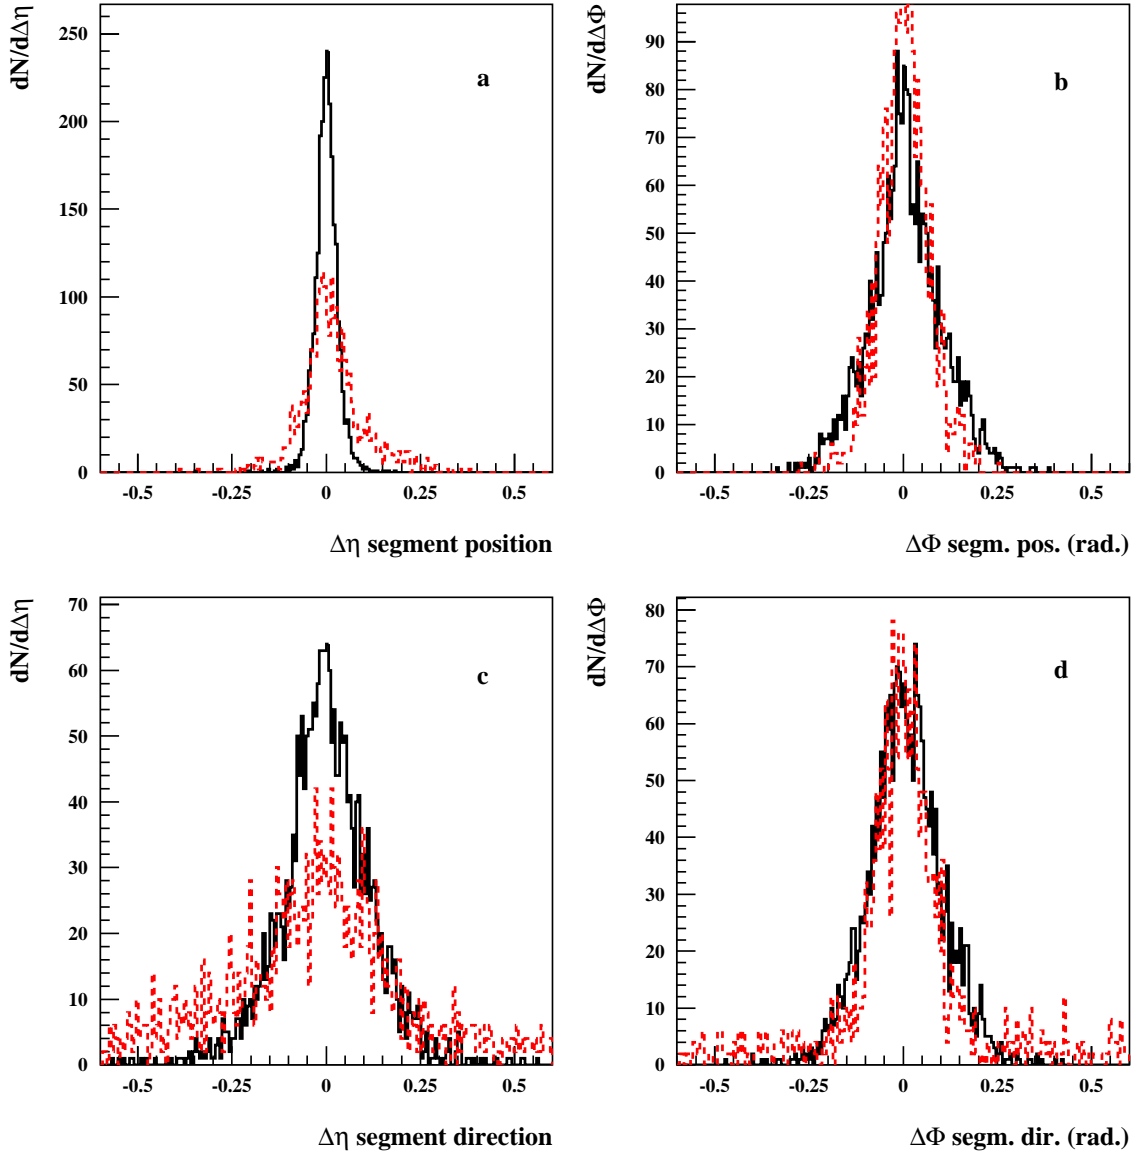 dN/dΔη
250
200
150
100
50
0
a
-0.5 -0.25 0 0.25 0.5
Δη segment position
dN/dΔΦ
90
80
70
60
50
40
30
20
10
0
b
-0.5 -0.25 0 0.25 0.5
ΔΦ segm. pos. (rad.)
dN/dΔη
70
60
50
40
30
20
10
0
c
-0.5 -0.25 0 0.25 0.5
Δη segment direction
dN/dΔΦ
80
70
60
50
40
30
20
10
0
d
-0.5 -0.25 0 0.25 0.5
ΔΦ segm. dir. (rad.)